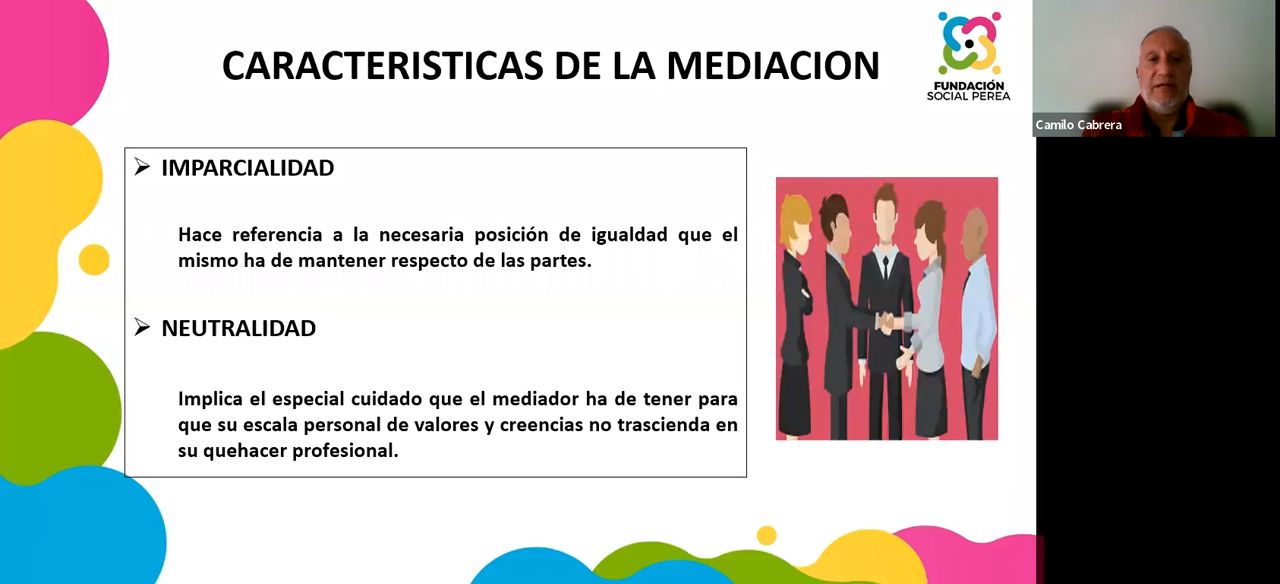 CARACTERISTICAS DE LA MEDIACION
FUNDACIÓN
SOCIAL PEREA
Camilo Cabrera
➢ IMPARCIALIDAD
Hace referencia a la necesaria posición de igualdad que el
mismo ha de mantener respecto de las partes.
➢ NEUTRALIDAD
Implica el especial cuidado que el mediador ha de tener para
que su escala personal de valores y creencias no trascienda en
su quehacer profesional.